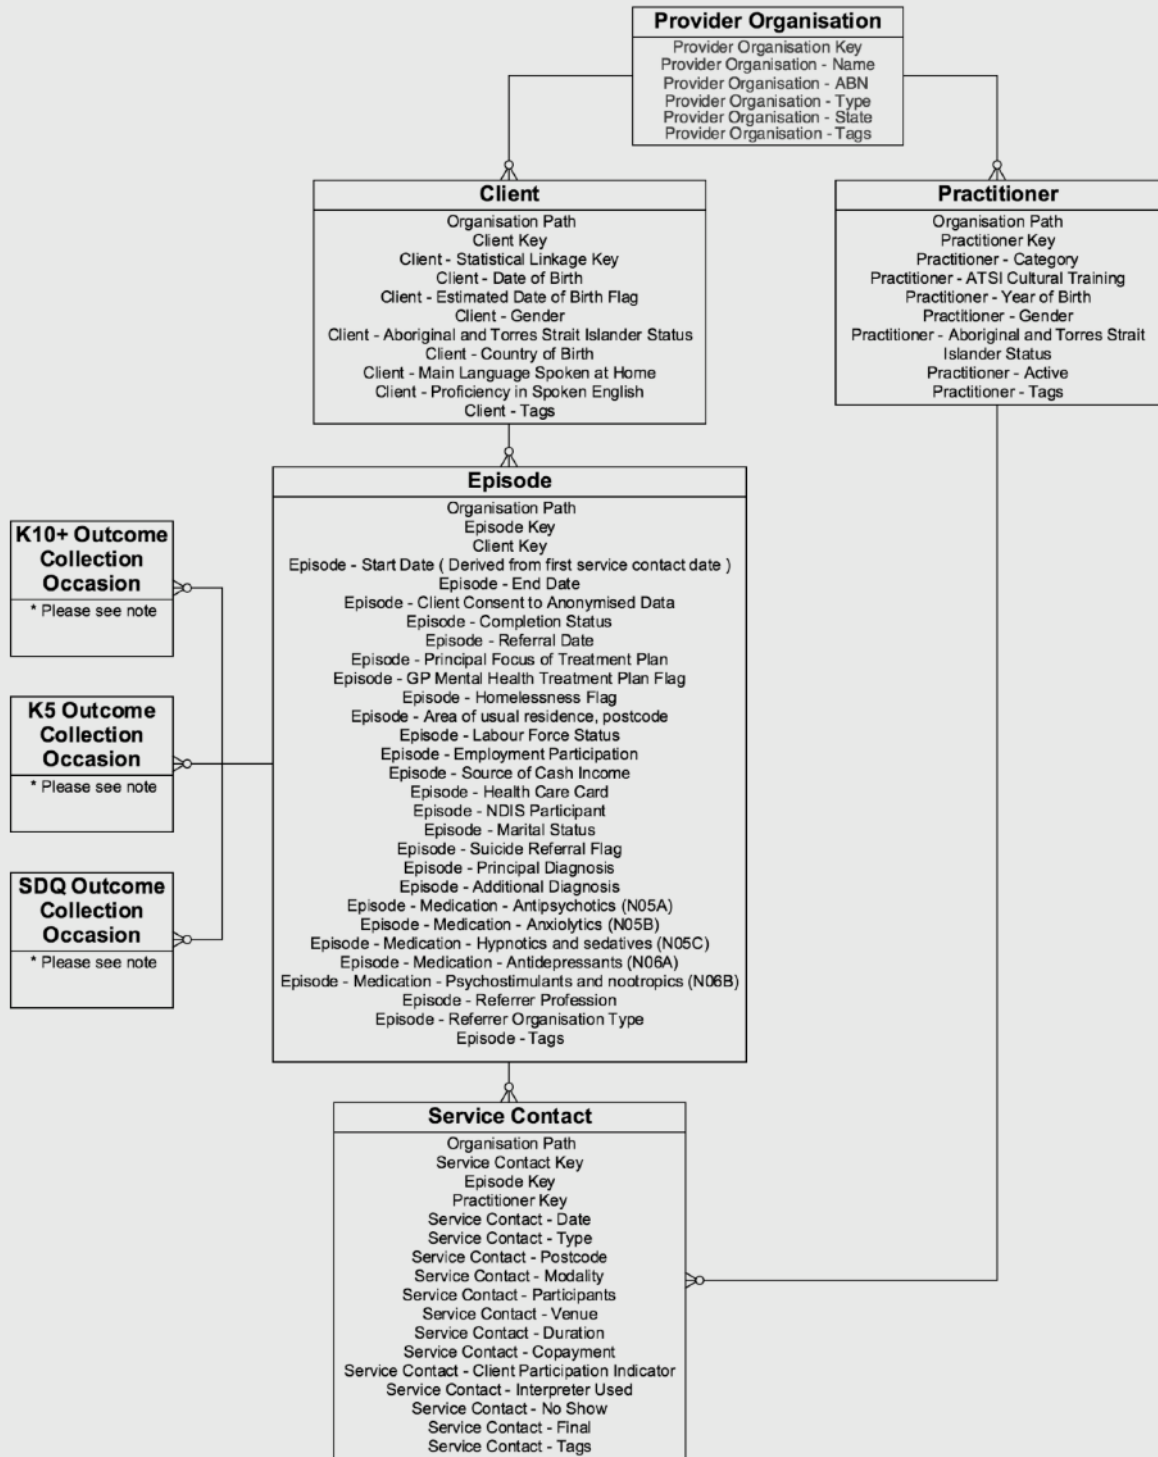 Provider Organisation
Provider Organisation Key
Provider Organisation - Name
Provider Organisation - ABN
Provider Organisation - Type
Provider Organisation - State
Provider Organisation - Tags
Client
Organisation Path
Client Key
Client - Statistical Linkage Key
Client - Date of Birth
Client - Estimated Date of Birth Flag
Client - Gender
Client - Aboriginal and Torres Strait Islander Status
Client - Country of Birth
Client - Main Language Spoken at Home
Client - Proficiency in Spoken English
Client - Tags
Practitioner
Organisation Path
Practitioner Key
Practitioner - Category
Practitioner - ATSI Cultural Training
Practitioner - Year of Birth
Practitioner - Gender
Practitioner - Aboriginal and Torres Strait
Islander Status
Practitioner - Active
Practitioner - Tags
Episode
Organisation Path
Episode Key
Client Key
Episode - Start Date ( Derived from first service contact date )
Episode - End Date
Episode - Client Consent to Anonymised Data
Episode - Completion Status
Episode - Referral Date
Episode - Principal Focus of Treatment Plan
Episode - GP Mental Health Treatment Plan Flag
Episode - Homelessness Flag
Episode - Area of usual residence, postcode
Episode - Labour Force Status
Episode - Employment Participation
Episode - Source of Cash Income
Episode - Health Care Card
Episode - NDIS Participant
Episode - Marital Status
Episode - Suicide Referral Flag
Episode - Principal Diagnosis
Episode - Additional Diagnosis
Episode - Medication - Antipsychotics (N05A)
Episode - Medication - Anxiolytics (N05B)
Episode - Medication - Hypnotics and sedatives (N05C)
Episode - Medication - Antidepressants (N06A)
Episode - Medication - Psychostimulants and nootropics (N06B)
Episode - Referrer Profession
Episode - Referrer Organisation Type
Episode - Tags
K10+ Outcome
Collection
Occasion
* Please see note
K5 Outcome
Collection
Occasion
* Please see note
SDQ Outcome
Collection
Occasion
* Please see note
Service Contact
Organisation Path
Service Contact Key
Episode Key
Practitioner Key
Service Contact - Date
Service Contact - Type
Service Contact - Postcode
Service Contact - Modality
Service Contact - Participants
Service Contact - Venue
Service Contact - Duration
Service Contact - Copayment
Service Contact - Client Participation Indicator
Service Contact - Interpreter Used
Service Contact - No Show
Service Contact - Final
Service Contact - Tags